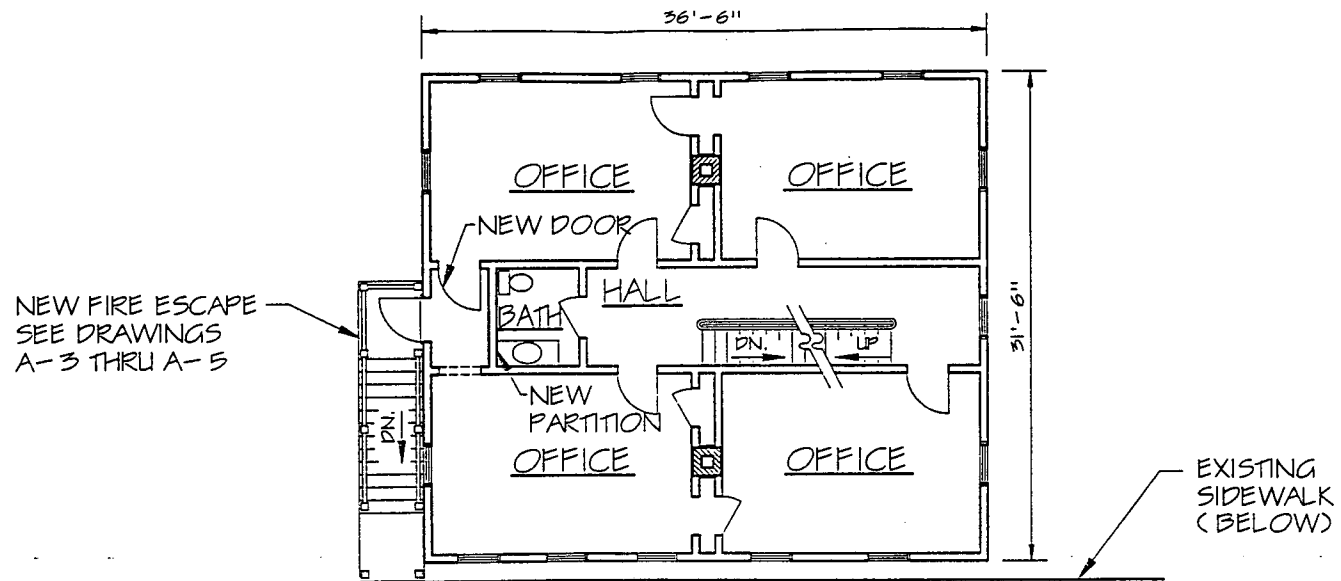 36'-6"
OFFICE
OFFICE
NEW DOOR
NEW FIRE ESCAPE
SEE DRAWINGS
A-3 THRU A-5
HALL
BATH
DN.
UP
31'-6"
NEW
PARTITION
DN.
OFFICE
OFFICE
EXISTING
SIDEWALK
(BELOW)